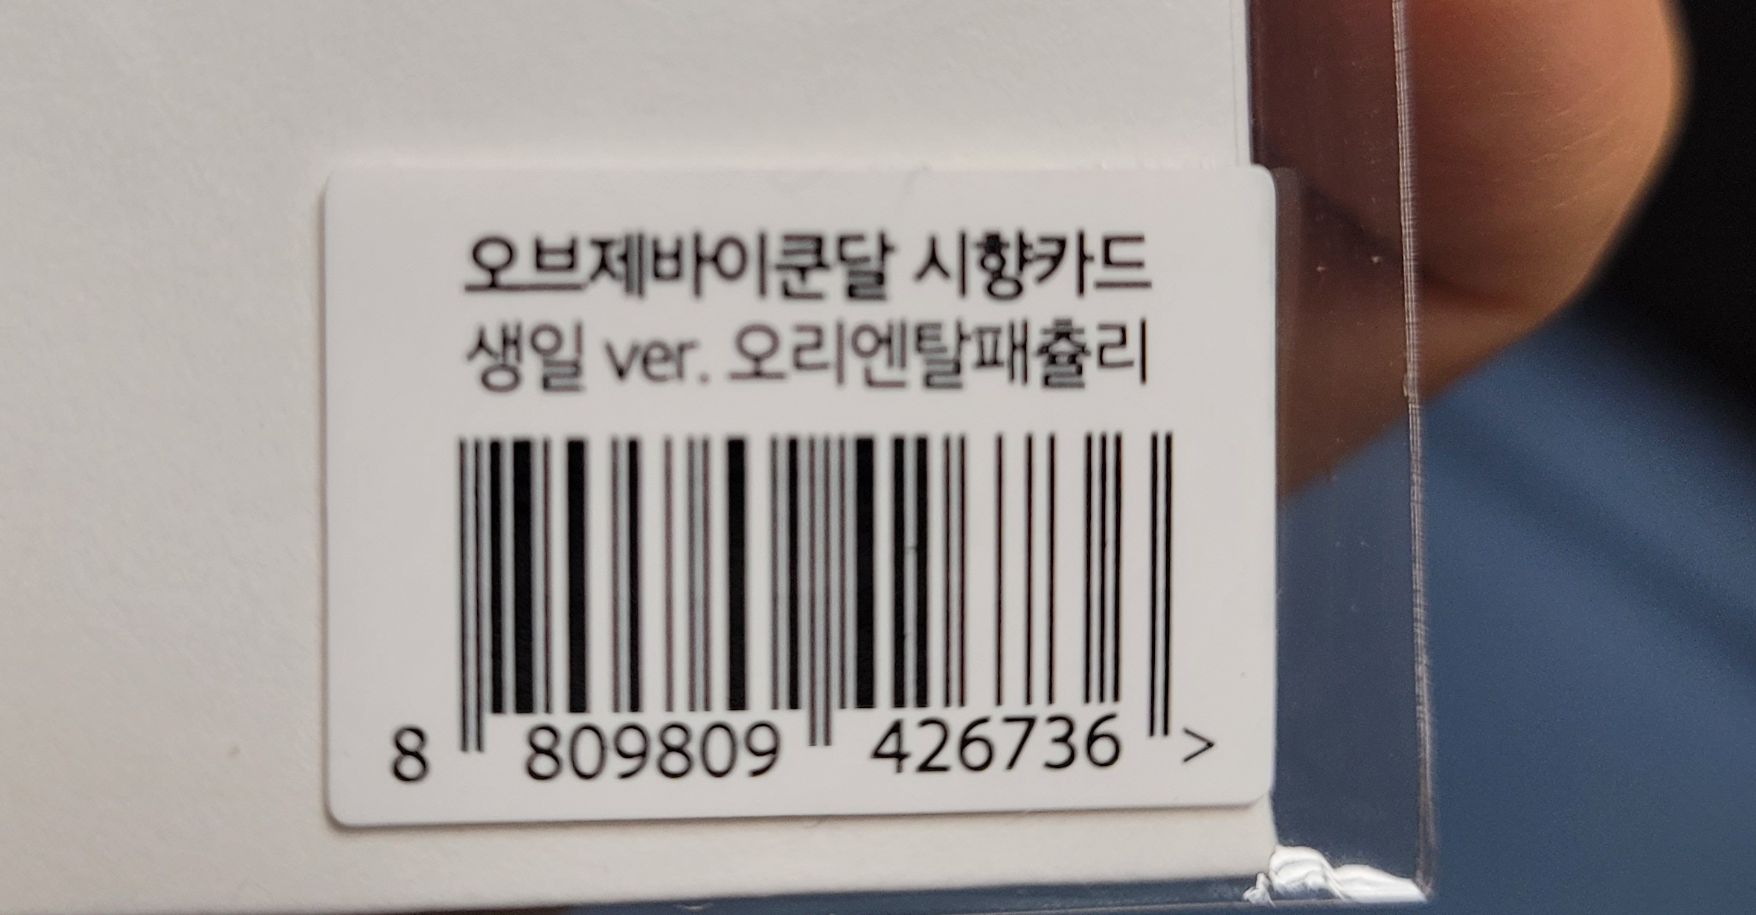 오브제바이쿤달 시향카드
생일 ver. 오리엔탈패츌리
8 809809 426736 >